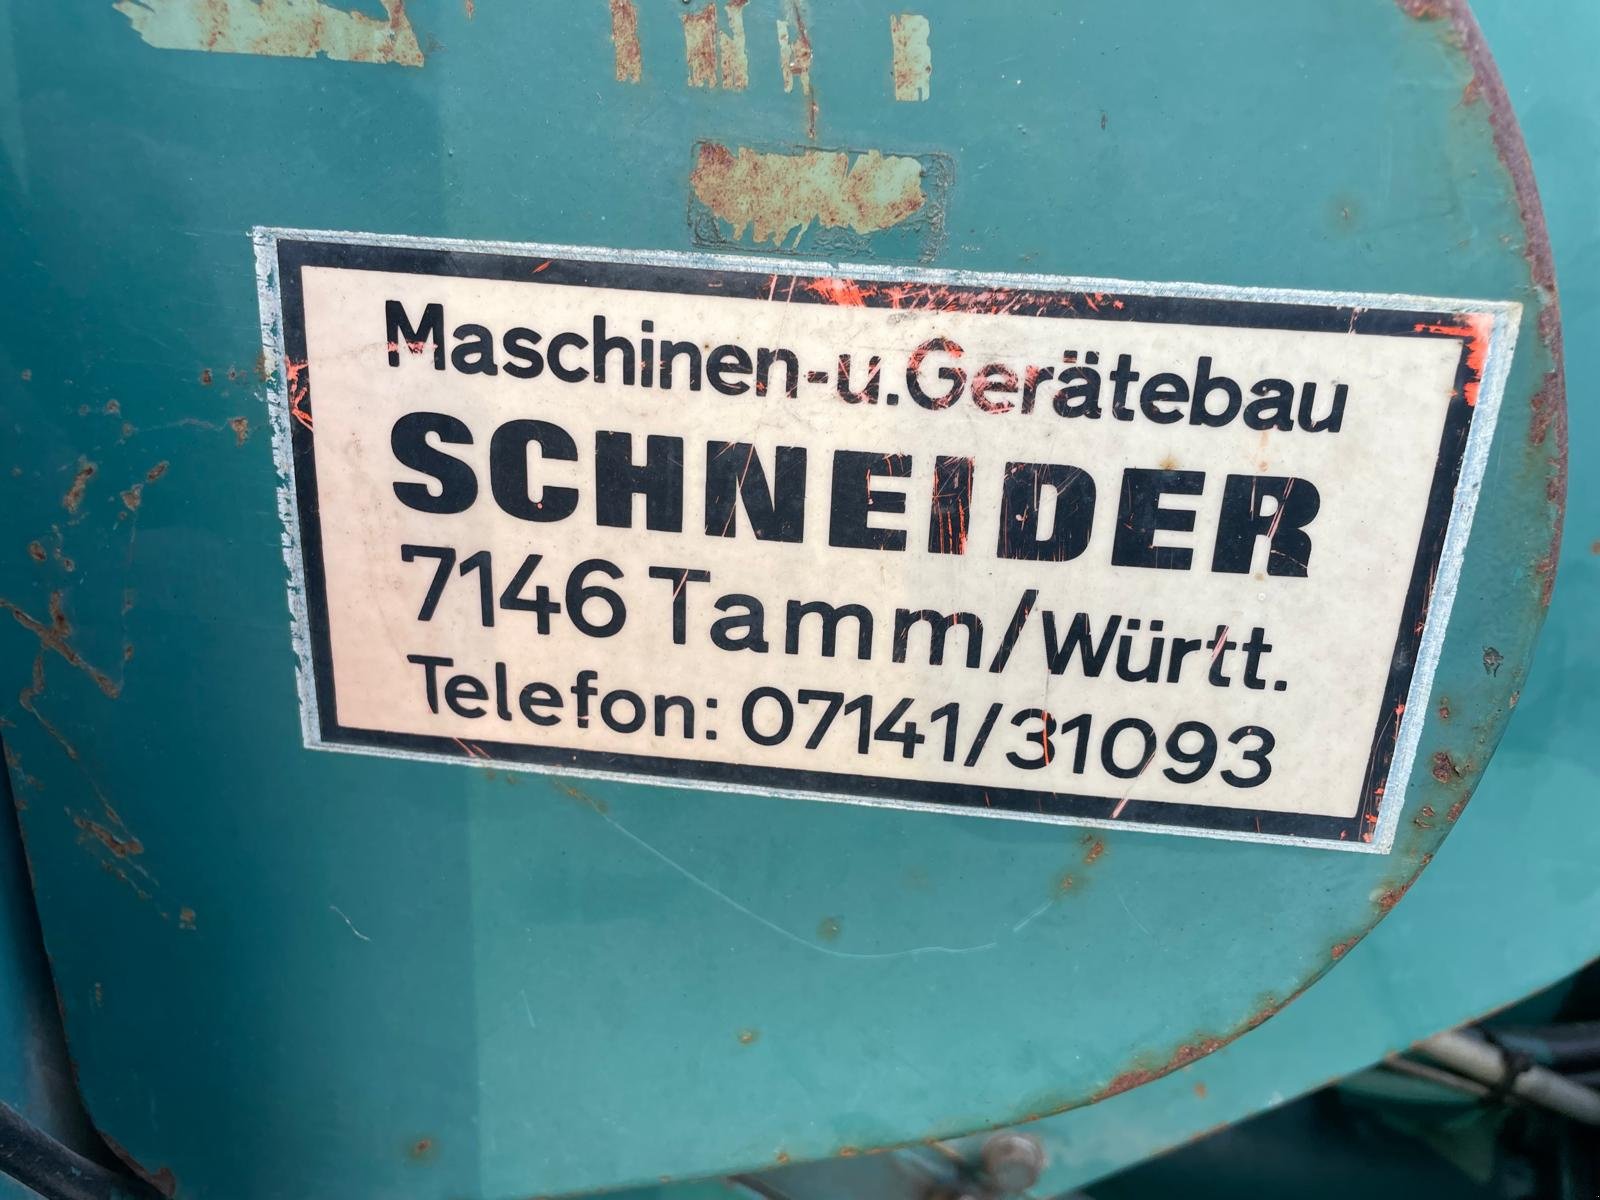 Maschinen-u.Gerätebau
SCHNEIDER
7146 Tamm/Württ.
Telefon: 07141/31093